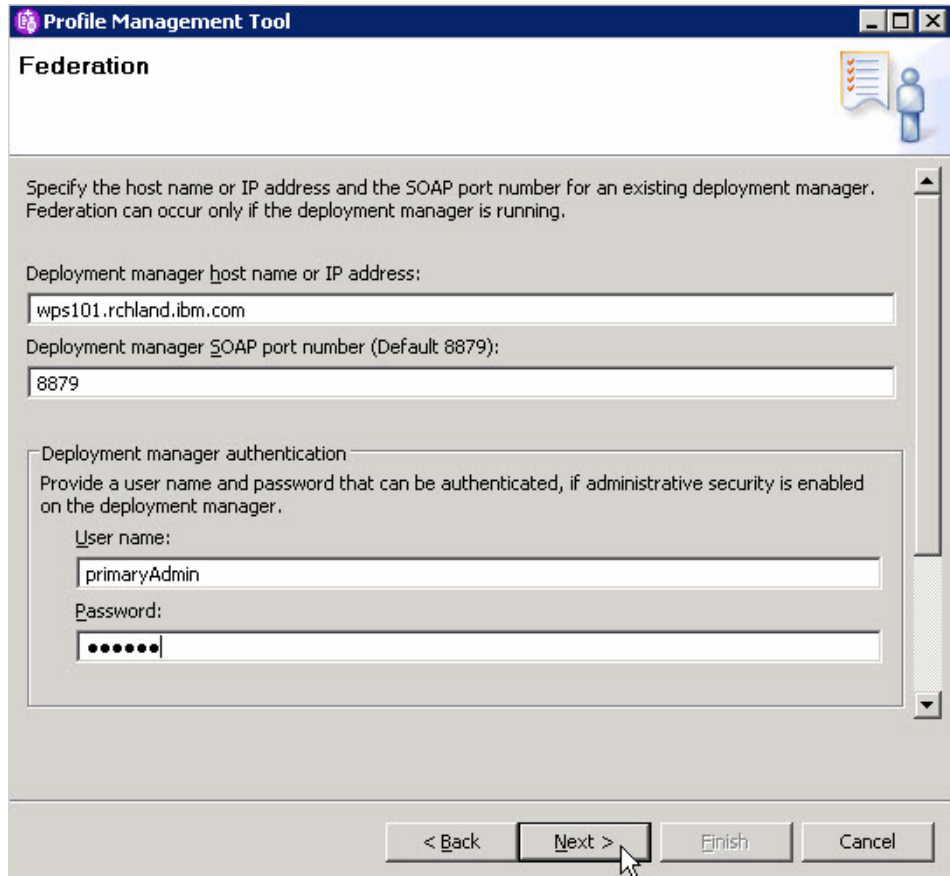 Profile Management Tool
Federation
Specify the host name or IP address and the SOAP port number for an existing deployment manager.
Federation can occur only if the deployment manager is running.
Deployment manager host name or IP address:
wps101.rchland.ibm.com
Deployment manager SOAP port number (Default 8879):
8879
Deployment manager authentication
Provide a user name and password that can be authenticated, if administrative security is enabled
on the deployment manager.
User name:
primaryAdmin
Password:
●●●●●●
< Back Next > Finish Cancel